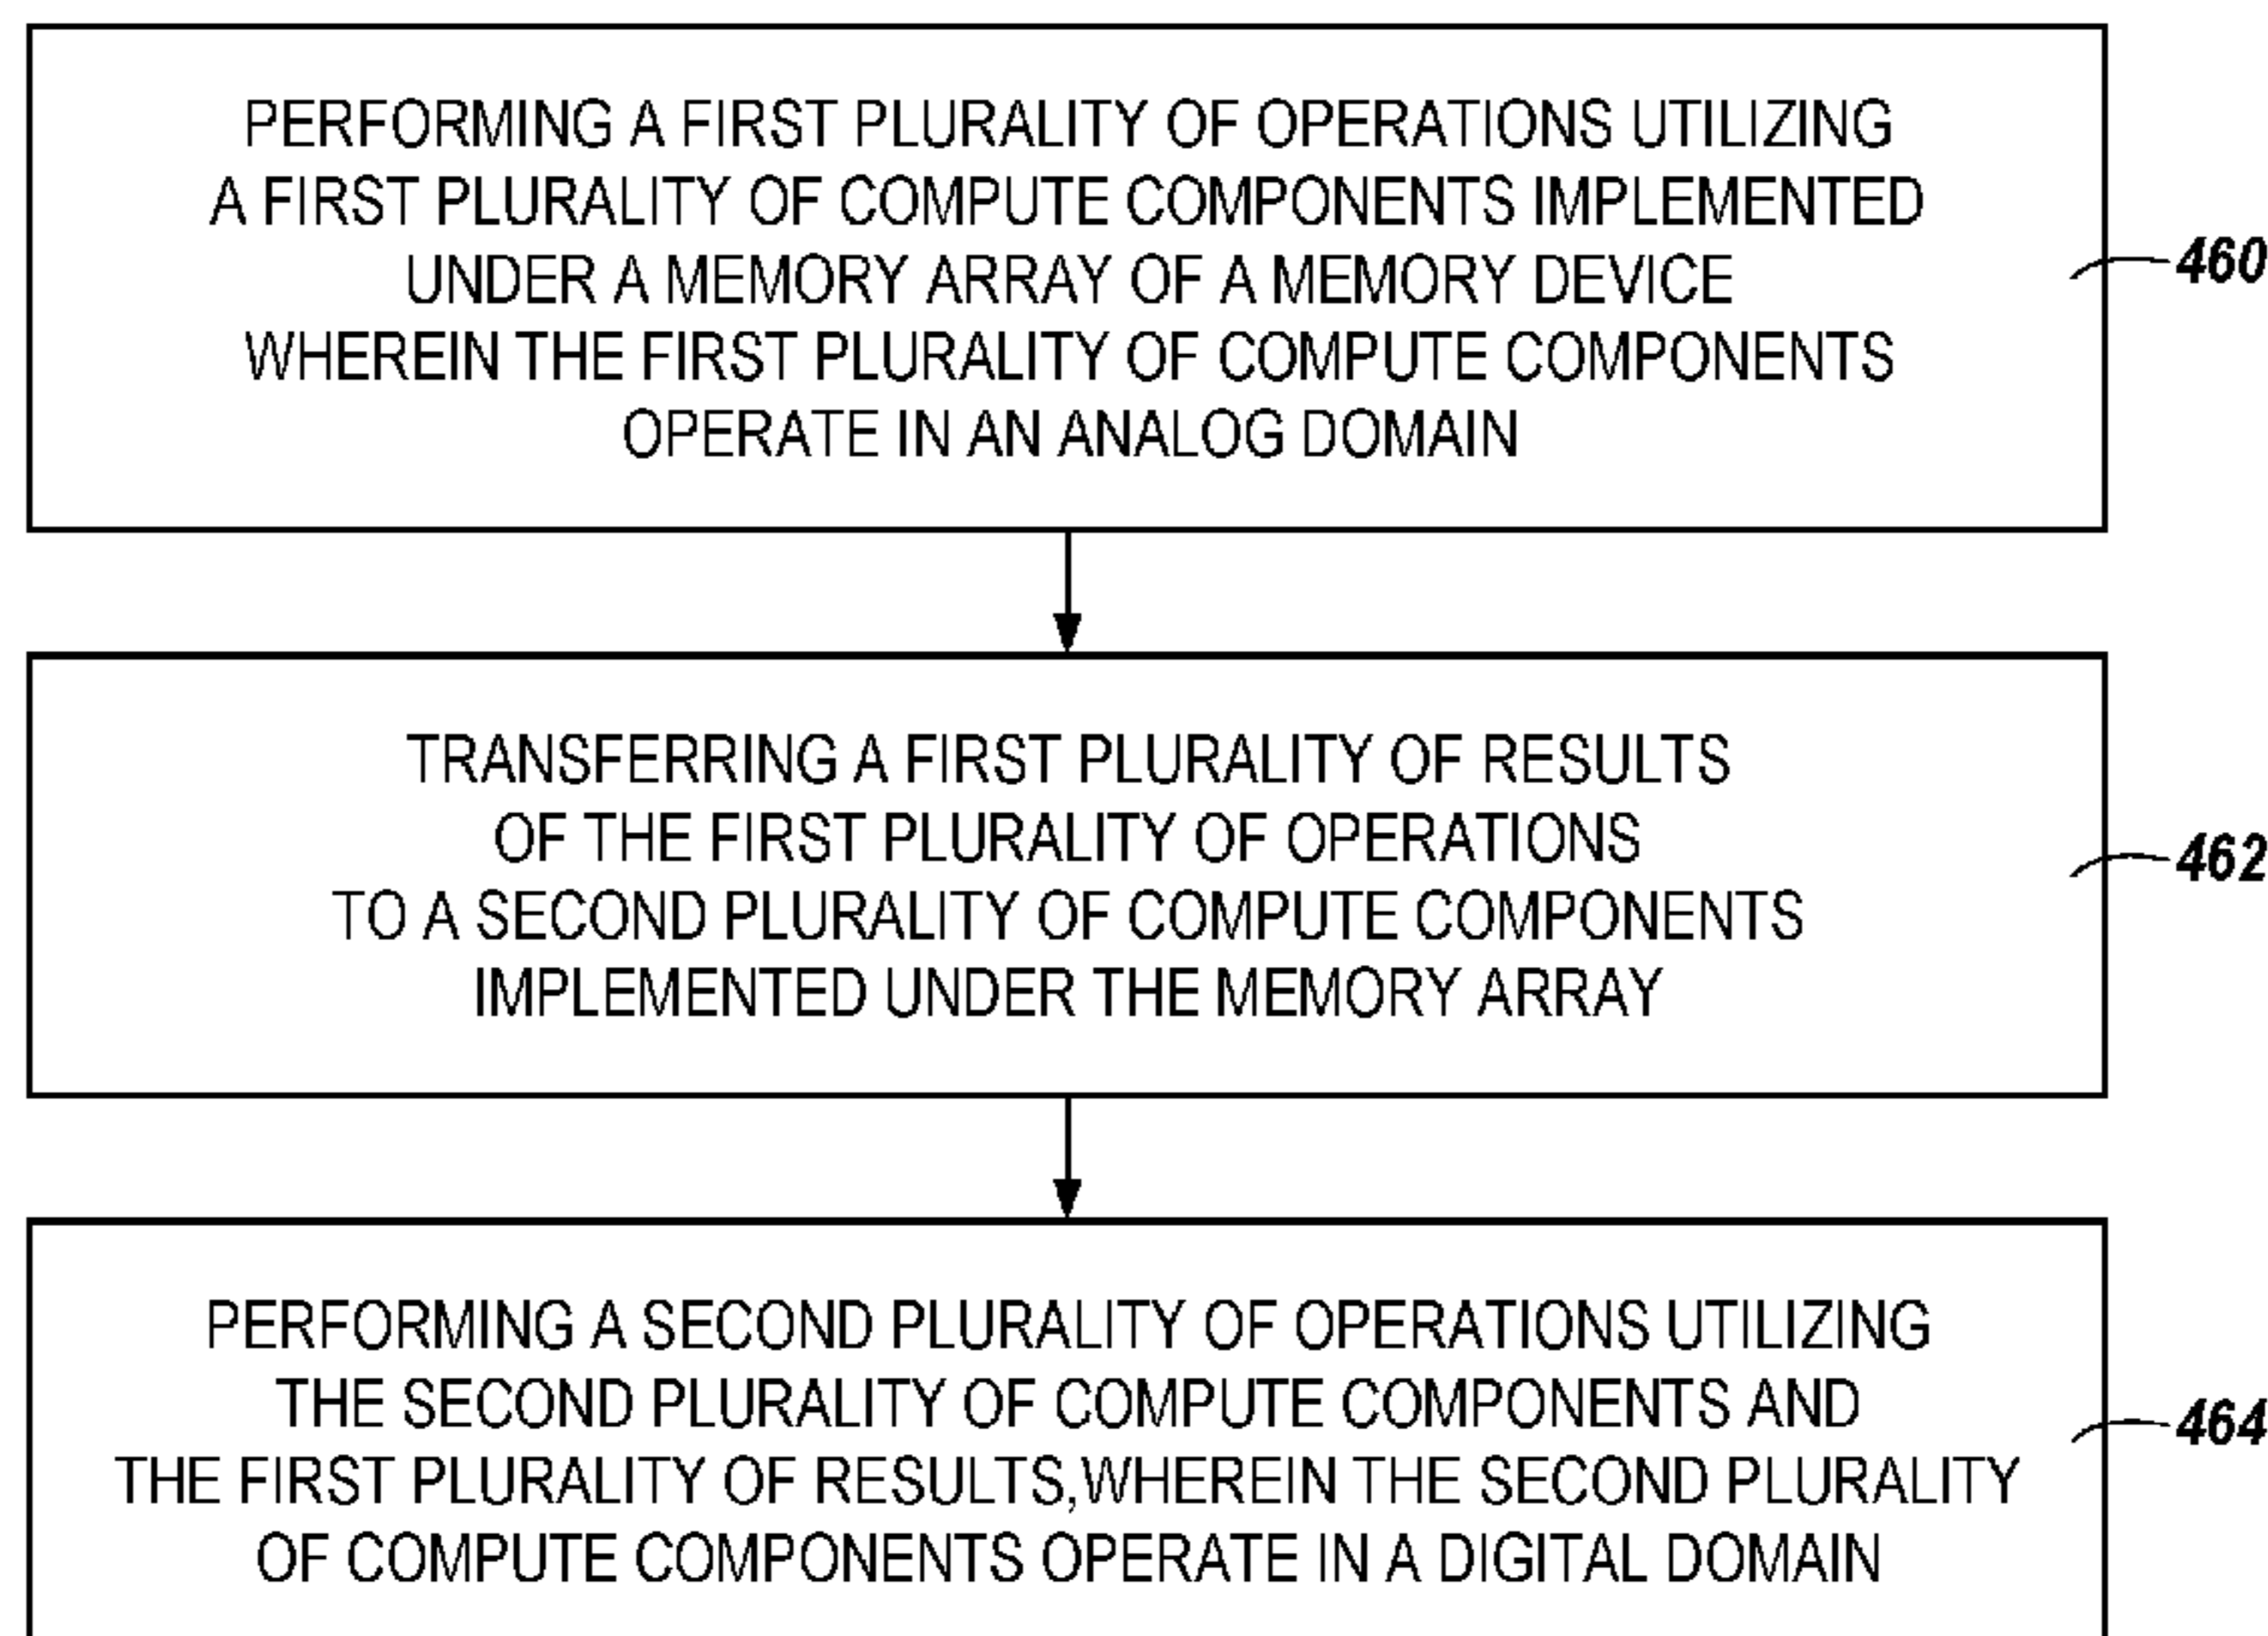 PERFORMING A FIRST PLURALITY OF OPERATIONS UTILIZING
A FIRST PLURALITY OF COMPUTE COMPONENTS IMPLEMENTED
UNDER A MEMORY ARRAY OF A MEMORY DEVICE
WHEREIN THE FIRST PLURALITY OF COMPUTE COMPONENTS
OPERATE IN AN ANALOG DOMAIN
460
TRANSFERRING A FIRST PLURALITY OF RESULTS
OF THE FIRST PLURALITY OF OPERATIONS
TO A SECOND PLURALITY OF COMPUTE COMPONENTS
IMPLEMENTED UNDER THE MEMORY ARRAY
462
PERFORMING A SECOND PLURALITY OF OPERATIONS UTILIZING
THE SECOND PLURALITY OF COMPUTE COMPONENTS AND
THE FIRST PLURALITY OF RESULTS,WHEREIN THE SECOND PLURALITY
OF COMPUTE COMPONENTS OPERATE IN A DIGITAL DOMAIN
464